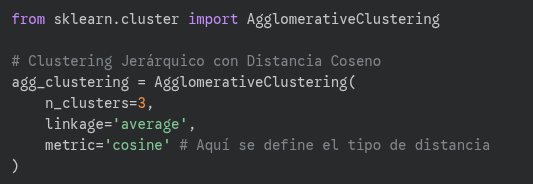 from sklearn.cluster import AgglomerativeClustering

# Clustering Jerárquico con Distancia Coseno
agg_clustering = AgglomerativeClustering(
    n_clusters=3,
    linkage='average',
    metric='cosine' # Aquí se define el tipo de distancia
)